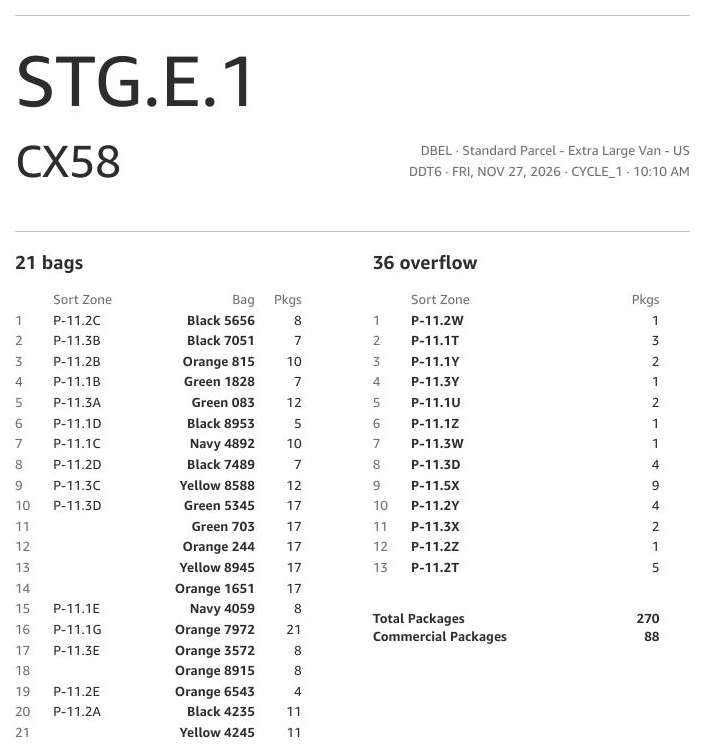 STG.E.1
CX58
DBEL · Standard Parcel - Extra Large Van - US
DDT6 · FRI, NOV 27, 2026 · CYCLE_1 · 10:10 AM
21 bags
Sort Zone Bag Pkgs
1 P-11.2C Black 5656 8
2 P-11.3B Black 7051 7
3 P-11.2B Orange 815 10
4 P-11.1B Green 1828 7
5 P-11.3A Green 083 12
6 P-11.1D Black 8953 5
7 P-11.1C Navy 4892 10
8 P-11.2D Black 7489 7
9 P-11.3C Yellow 8588 12
10 P-11.3D Green 5345 17
11 Green 703 17
12 Orange 244 17
13 Yellow 8945 17
14 Orange 1651 17
15 P-11.1E Navy 4059 8
16 P-11.1G Orange 7972 21
17 P-11.3E Orange 3572 8
18 Orange 8915 8
19 P-11.2E Orange 6543 4
20 P-11.2A Black 4235 11
21 Yellow 4245 11
36 overflow
Sort Zone Pkgs
1 P-11.2W 1
2 P-11.1T 3
3 P-11.1Y 2
4 P-11.3Y 1
5 P-11.1U 2
6 P-11.1Z 1
7 P-11.3W 1
8 P-11.3D 4
9 P-11.5X 9
10 P-11.2Y 4
11 P-11.3X 2
12 P-11.2Z 1
13 P-11.2T 5
Total Packages 270
Commercial Packages 88